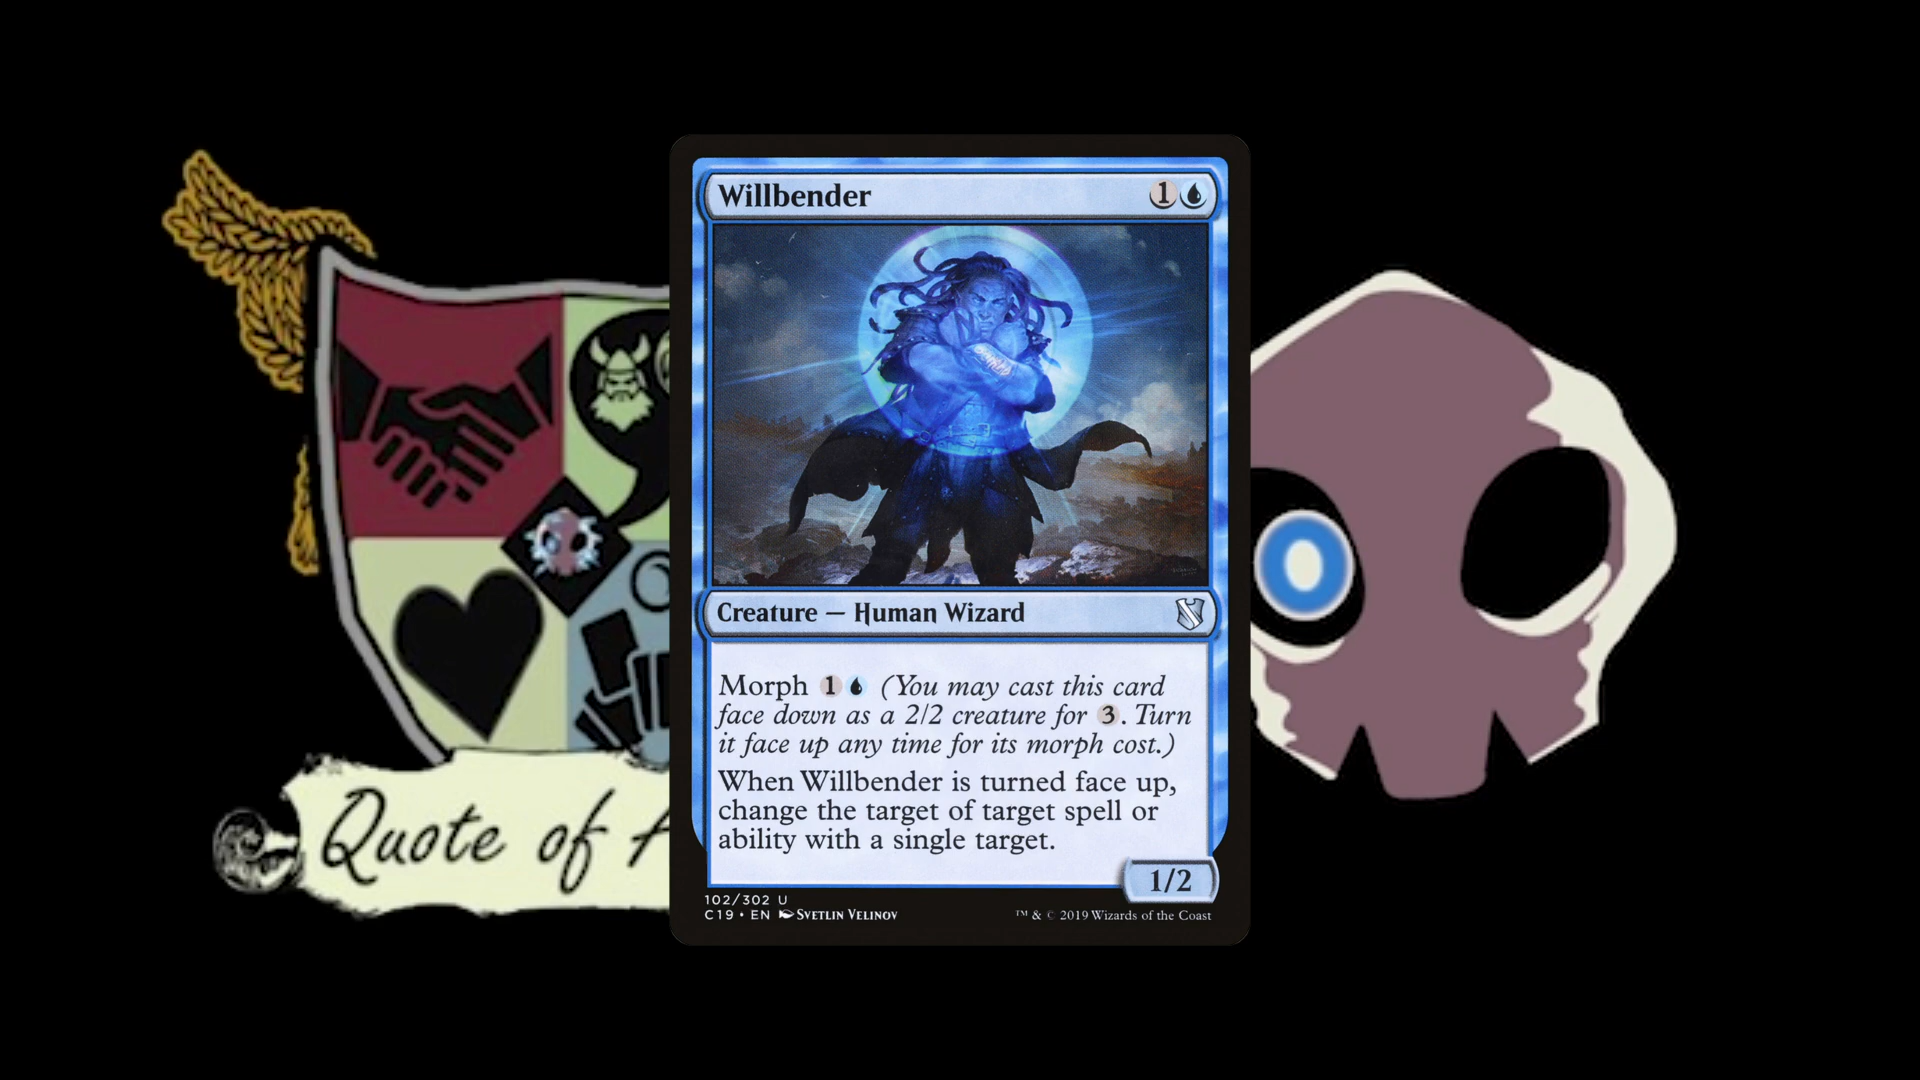 Willbender 1
Creature — Human Wizard
Morph 1 (You may cast this card
face down as a 2/2 creature for 3. Turn
it face up any time for its morph cost.)
When Willbender is turned face up,
change the target of target spell or
ability with a single target.
1/2
102/302 U
C19 • EN Svetlin Velinov
™ & © 2019 Wizards of the Coast
Quote of A